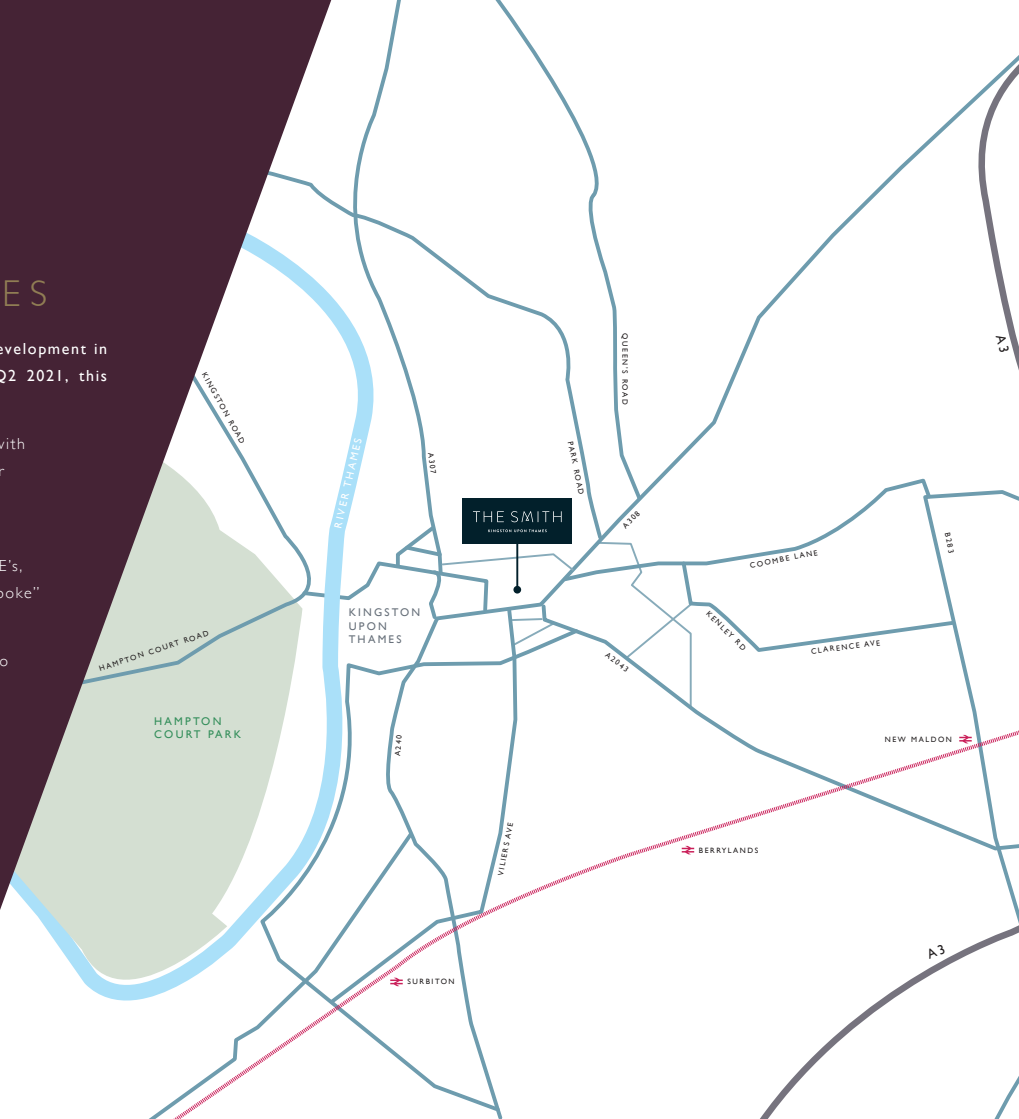 ES
evelopment in
Q2 2021, this
with
r
E's,
poke"
o
KINGSTON ROAD
RIVER THAMES
A307
QUEEN'S ROAD
PARK ROAD
A3
THE SMITH
KINGSTON UPON THAMES
A308
COOMBE LANE
B283
KINGSTON
UPON
THAMES
KENLEY RD
CLARENCE AVE
A2043
HAMPTON COURT ROAD
HAMPTON
COURT PARK
A240
NEW MALDON
VILIERS AVE
BERRYLANDS
A3
SURBITON